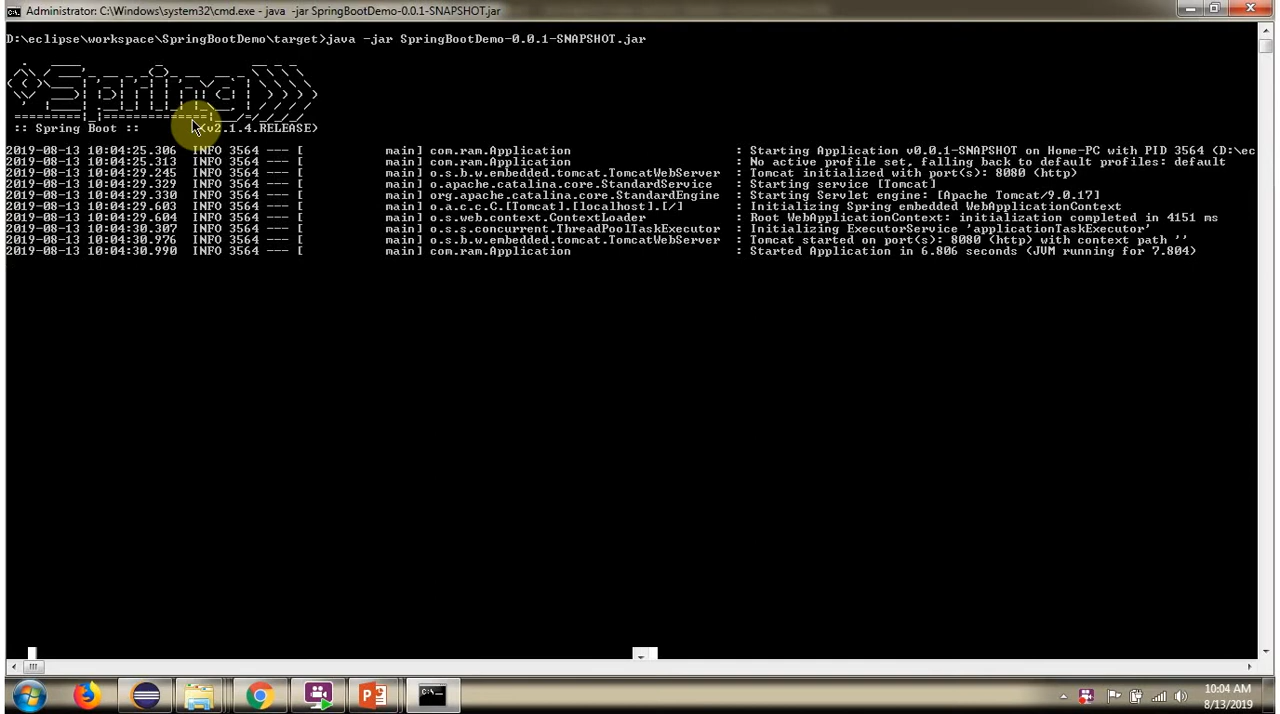 Administrator: C:\Windows\system32\cmd.exe - java -jar SpringBootDemo-0.0.1-SNAPSHOT.jar
D:\eclipse\workspace\SpringBootDemo\target>java -jar SpringBootDemo-0.0.1-SNAPSHOT.jar
Spring
:: Spring Boot :: (v2.1.4.RELEASE)
2019-08-13 10:04:25.306 INFO 3564 --- [ main] com.ram.Application : Starting Application v0.0.1-SNAPSHOT on Home-PC with PID 3564 (D:\ec
2019-08-13 10:04:25.313 INFO 3564 --- [ main] com.ram.Application : No active profile set, falling back to default profiles: default
2019-08-13 10:04:29.245 INFO 3564 --- [ main] o.s.b.w.embedded.tomcat.TomcatWebServer : Tomcat initialized with port(s): 8080 (http)
2019-08-13 10:04:29.329 INFO 3564 --- [ main] o.apache.catalina.core.StandardService : Starting service [Tomcat]
2019-08-13 10:04:29.330 INFO 3564 --- [ main] org.apache.catalina.core.StandardEngine : Starting Servlet engine: [Apache Tomcat/9.0.17]
2019-08-13 10:04:29.603 INFO 3564 --- [ main] o.a.c.c.C.[Tomcat].[localhost].[/] : Initializing Spring embedded WebApplicationContext
2019-08-13 10:04:29.604 INFO 3564 --- [ main] o.s.web.context.ContextLoader : Root WebApplicationContext: initialization completed in 4151 ms
2019-08-13 10:04:30.307 INFO 3564 --- [ main] o.s.s.concurrent.ThreadPoolTaskExecutor : Initializing ExecutorService 'applicationTaskExecutor'
2019-08-13 10:04:30.976 INFO 3564 --- [ main] o.s.b.w.embedded.tomcat.TomcatWebServer : Tomcat started on port(s): 8080 (http) with context path ''
2019-08-13 10:04:30.990 INFO 3564 --- [ main] com.ram.Application : Started Application in 6.806 seconds (JVM running for 7.804)
10:04 AM
8/13/2019